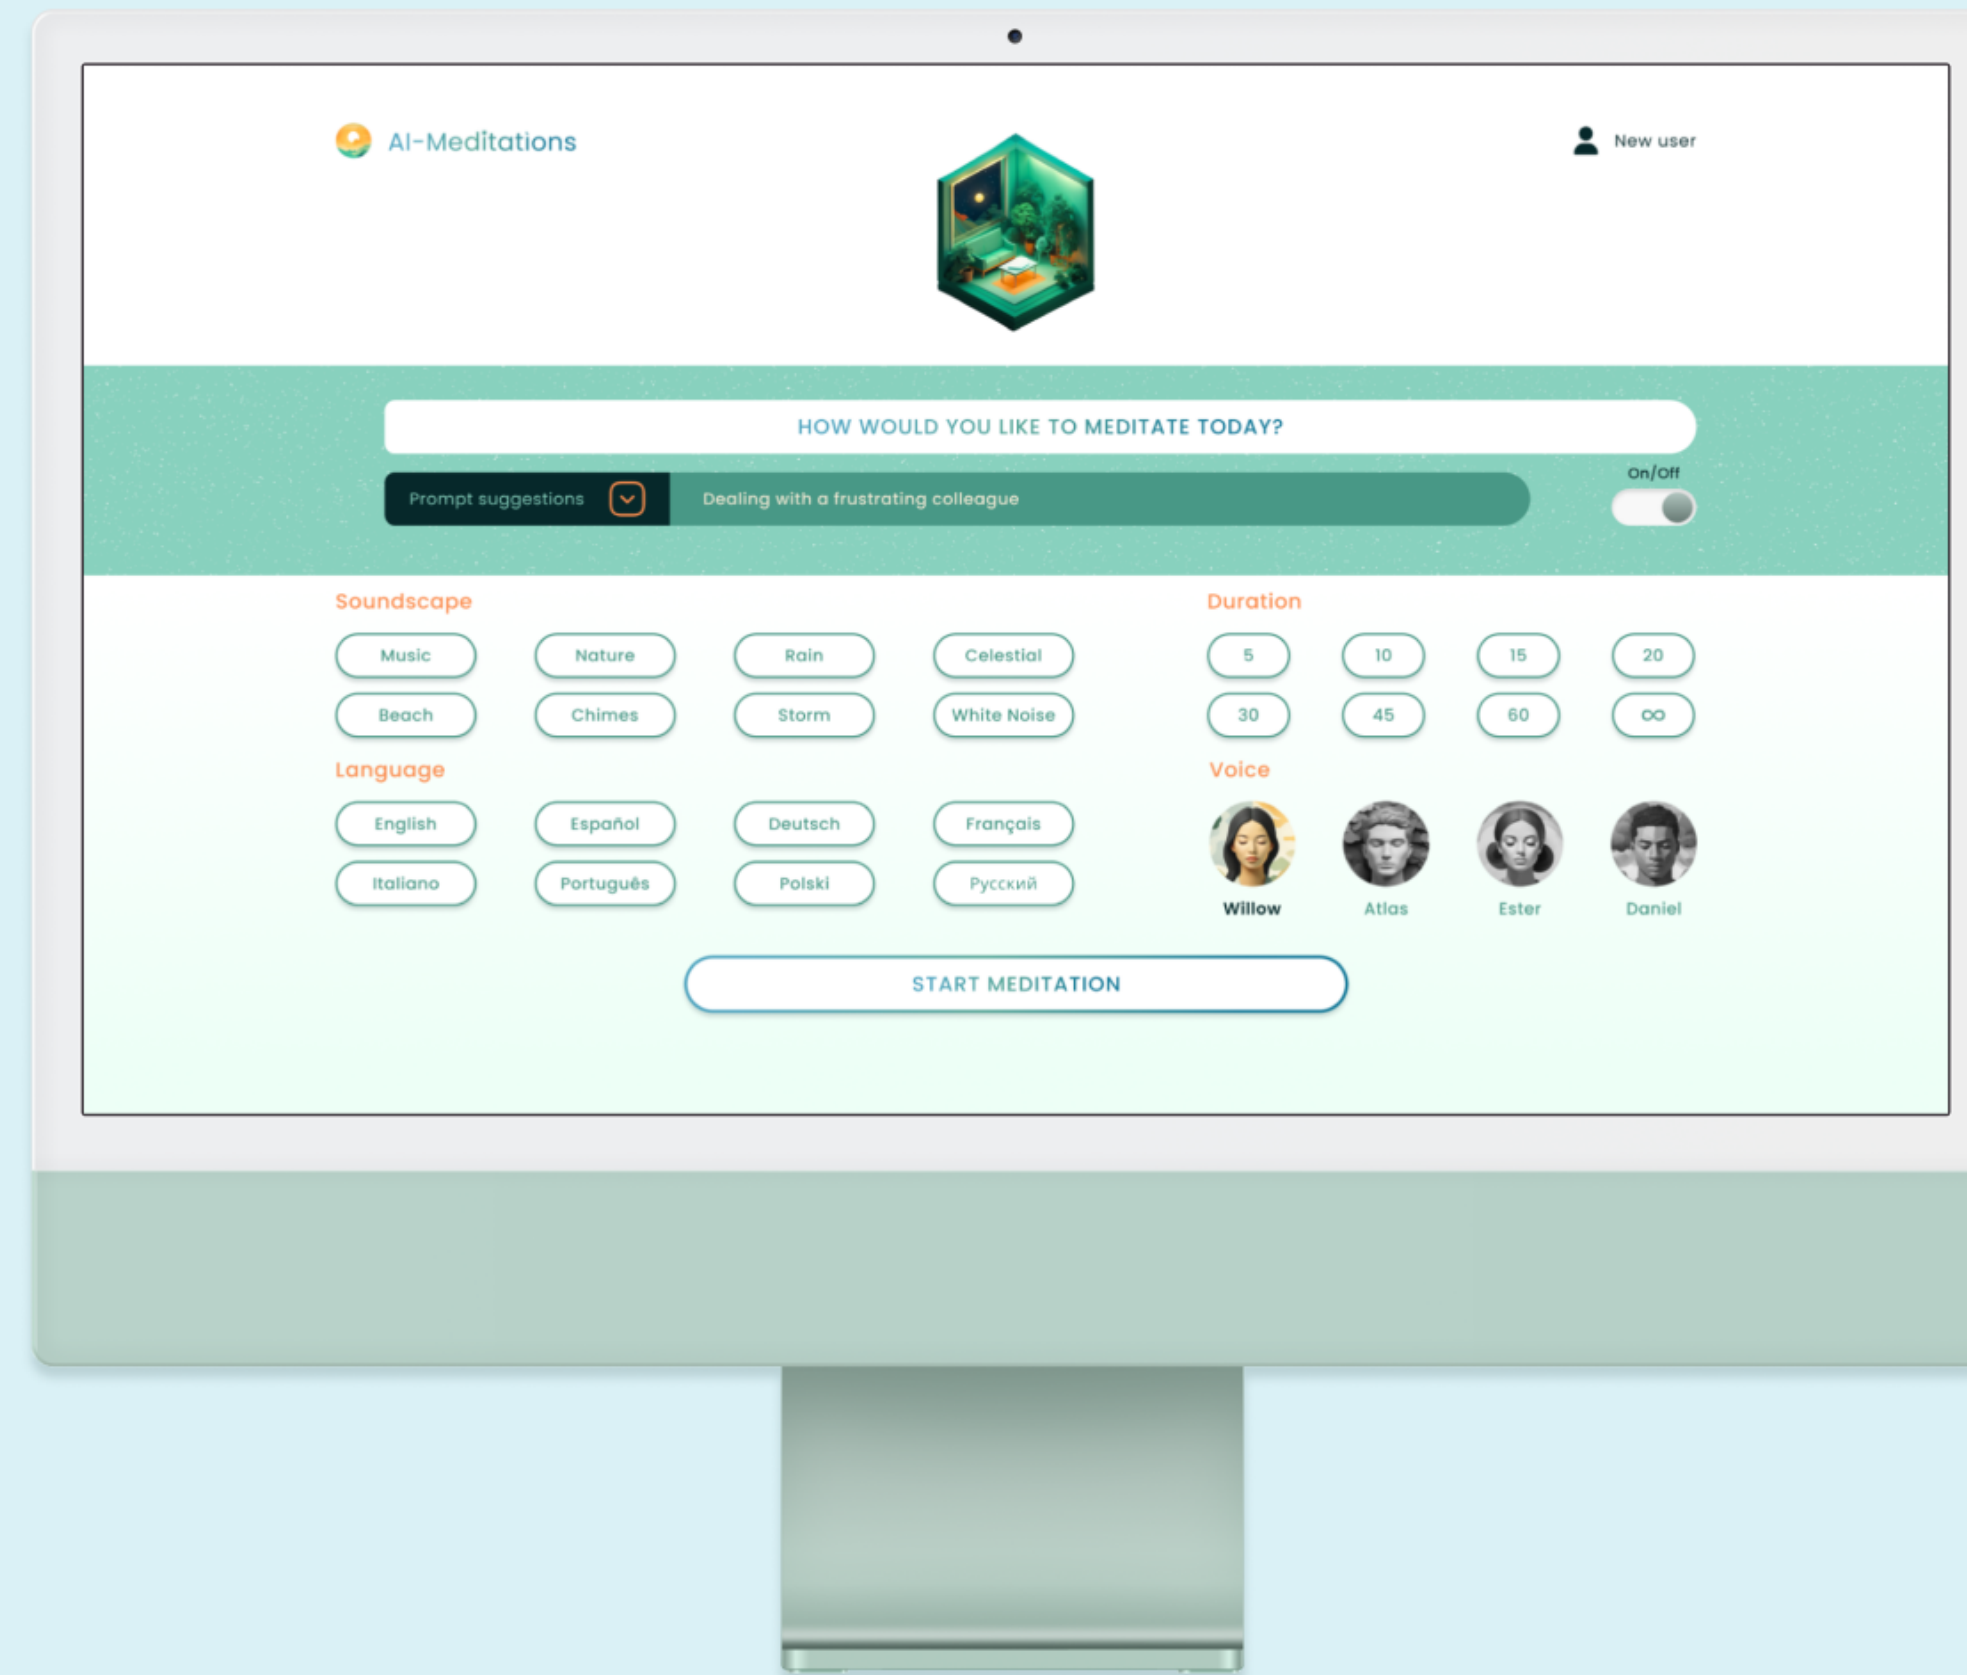 AI-Meditations
New user
HOW WOULD YOU LIKE TO MEDITATE TODAY?
Prompt suggestions
Dealing with a frustrating colleague
On/Off
Soundscape
Music
Nature
Rain
Celestial
Beach
Chimes
Storm
White Noise
Duration
5
10
15
20
30
45
60
∞
Language
English
Español
Deutsch
Français
Italiano
Português
Polski
Русский
Voice
Willow
Atlas
Ester
Daniel
START MEDITATION